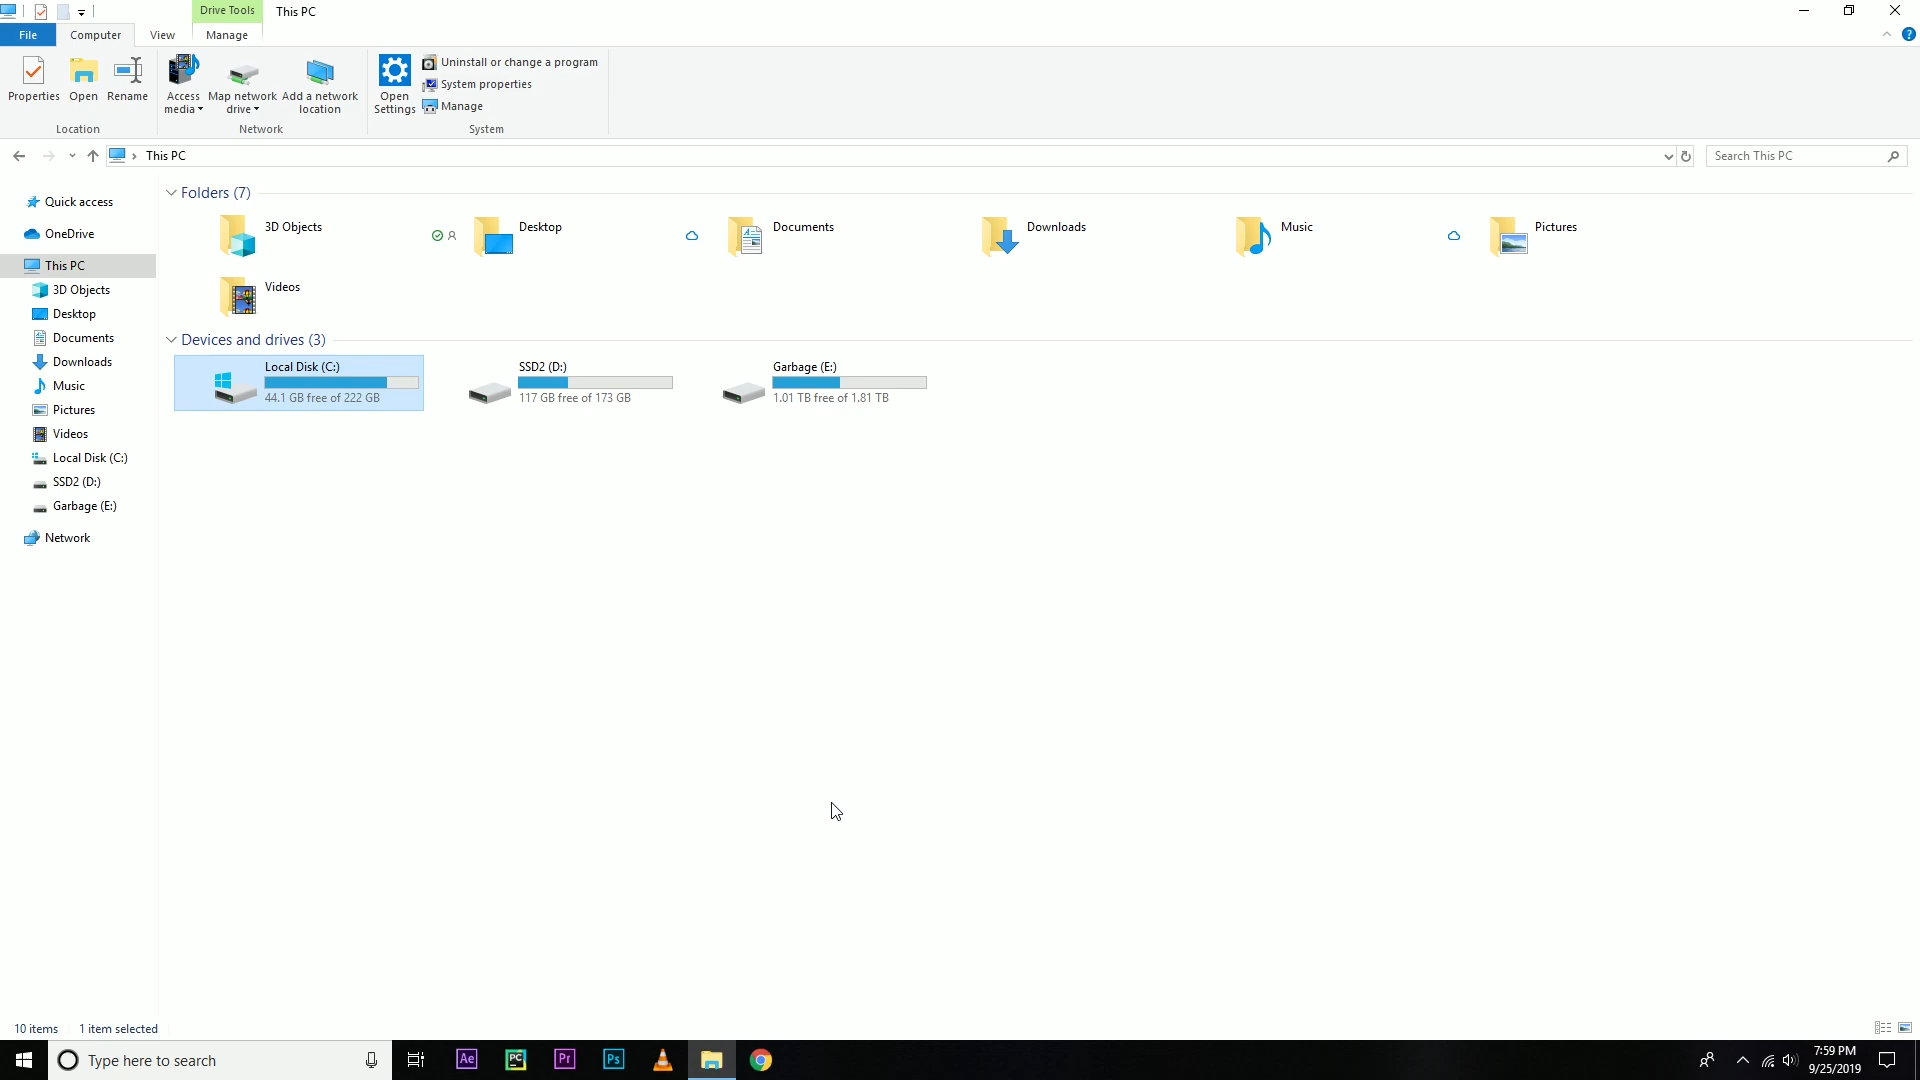 Drive Tools
This PC
File
Computer
View
Manage
Properties
Open
Rename
Access media
Map network drive
Add a network location
Open Settings
Uninstall or change a program
System properties
Manage
Location
Network
System
This PC
Search This PC
Quick access
OneDrive
This PC
3D Objects
Desktop
Documents
Downloads
Music
Pictures
Videos
Local Disk (C:)
SSD2 (D:)
Garbage (E:)
Network
Folders (7)
3D Objects
Desktop
Documents
Downloads
Music
Pictures
Videos
Devices and drives (3)
Local Disk (C:)
44.1 GB free of 222 GB
SSD2 (D:)
117 GB free of 173 GB
Garbage (E:)
1.01 TB free of 1.81 TB
10 items
1 item selected
Type here to search
Ae
PC
Pr
Ps
7:59 PM
9/25/2019